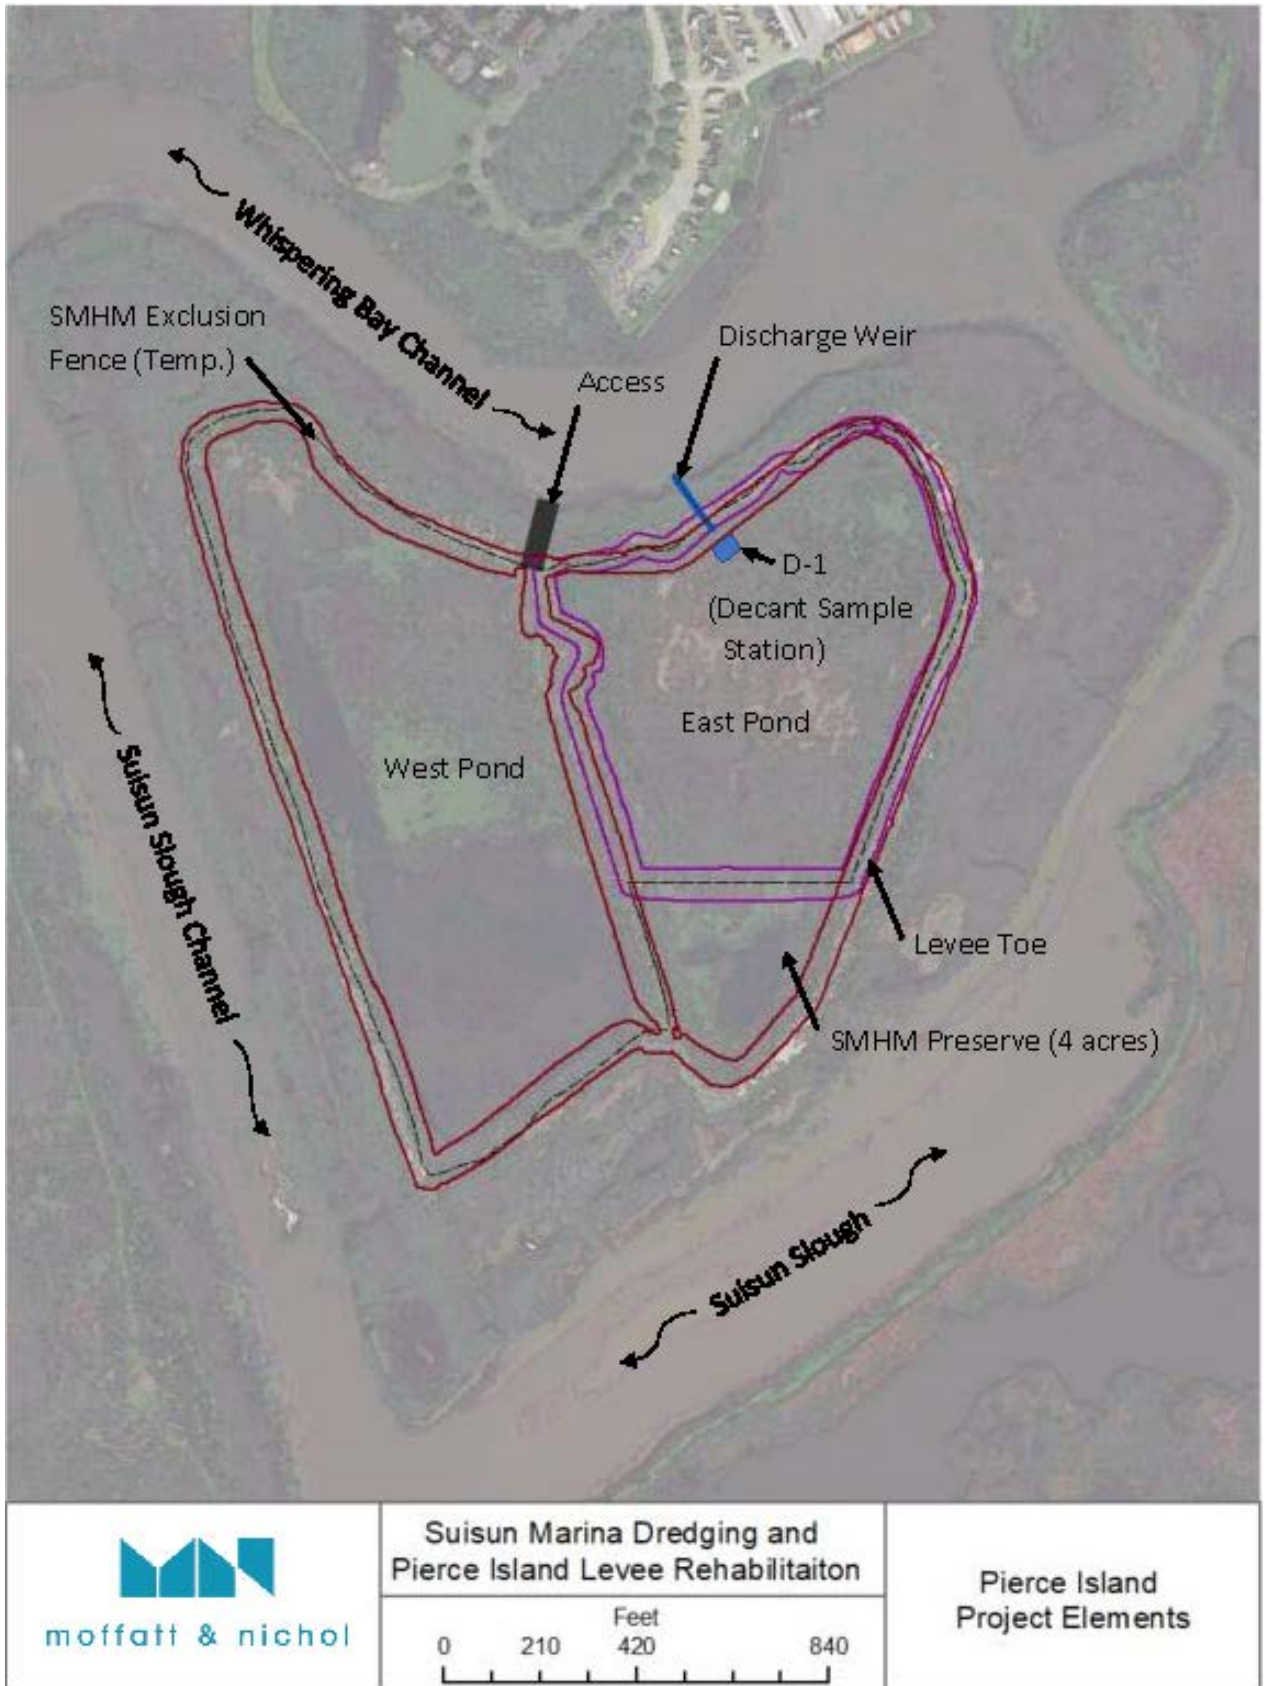 Whispering Bay Channel
SMHM Exclusion
Fence (Temp.)
Discharge Weir
Access
D-1
(Decant Sample
Station)
East Pond
West Pond
Suisun Slough Channel
Levee Toe
SMHM Preserve (4 acres)
Suisun Slough
moffatt & nichol
Suisun Marina Dredging and
Pierce Island Levee Rehabilitaiton
Feet
0 210 420 840
Pierce Island
Project Elements